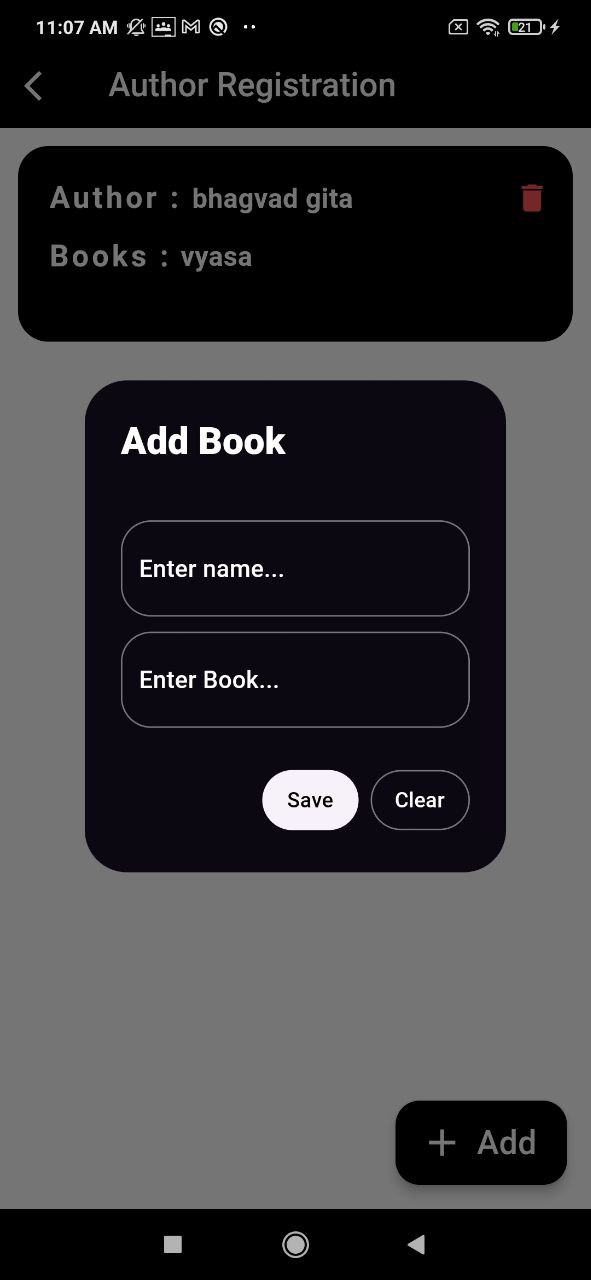 11:07 AM 21
Author Registration
Author : bhagvad gita
Books : vyasa
Add Book
Enter name...
Enter Book...
Save Clear
+ Add